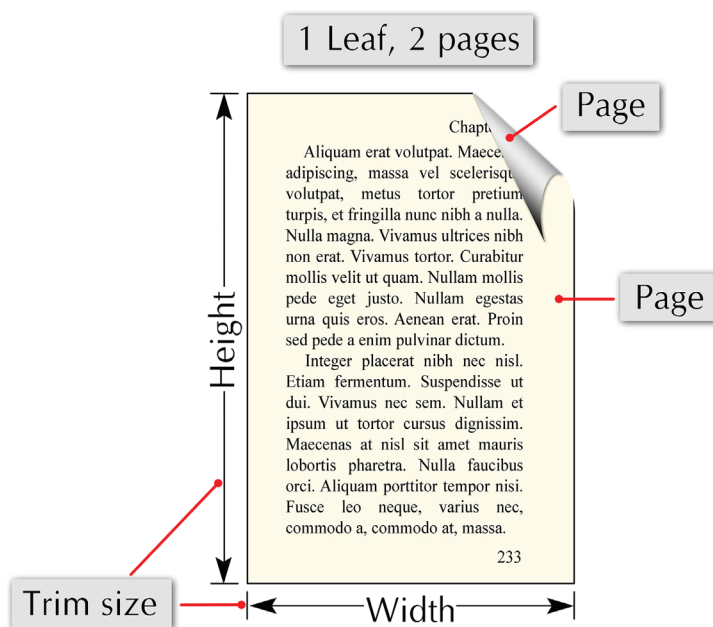 1 Leaf, 2 pages
Page
Aliquam erat volutpat.
adipiscing, massa vel
volutpat, metus tortor pretium
turpis, et fringilla nunc nibh a nulla.
Nulla magna. Vivamus ultrices nibh
non erat. Vivamus tortor. Curabitur
mollis velit ut quam. Nullam mollis
pede eget justo. Nullam egestas
urna quis eros. Aenean erat. Proin
sed pede a enim pulvinar dictum.
Integer placerat nibh nec nisl.
Etiam fermentum. Suspendisse ut
dui. Vivamus nec sem. Nullam et
ipsum ut tortor cursus dignissim.
Maecenas at nisl sit amet mauris
lobortis pharetra. Nulla faucibus
orci. Aliquam porttitor tempor nisi.
Fusce leo neque, varius nec,
commodo a, commodo at, massa.
233
Page
Height
Trim size
Width